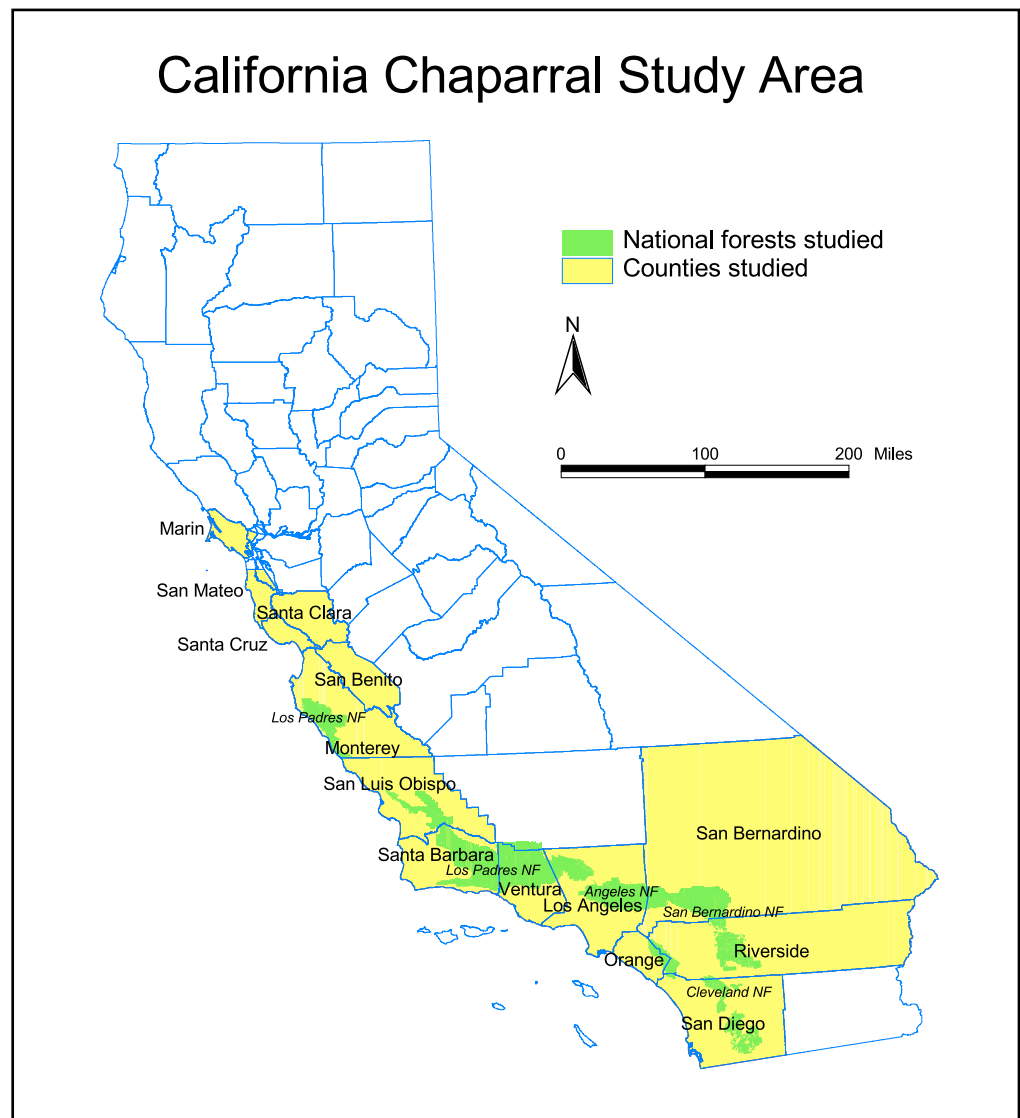 California Chaparral Study Area
National forests studied
Counties studied
N
0 100 200 Miles
Marin
San Mateo
Santa Clara
Santa Cruz
San Benito
Los Padres NF
Monterey
San Luis Obispo
San Bernardino
Santa Barbara
Los Padres NF
Ventura
Angeles NF
Los Angeles
San Bernardino NF
Orange
Riverside
Cleveland NF
San Diego